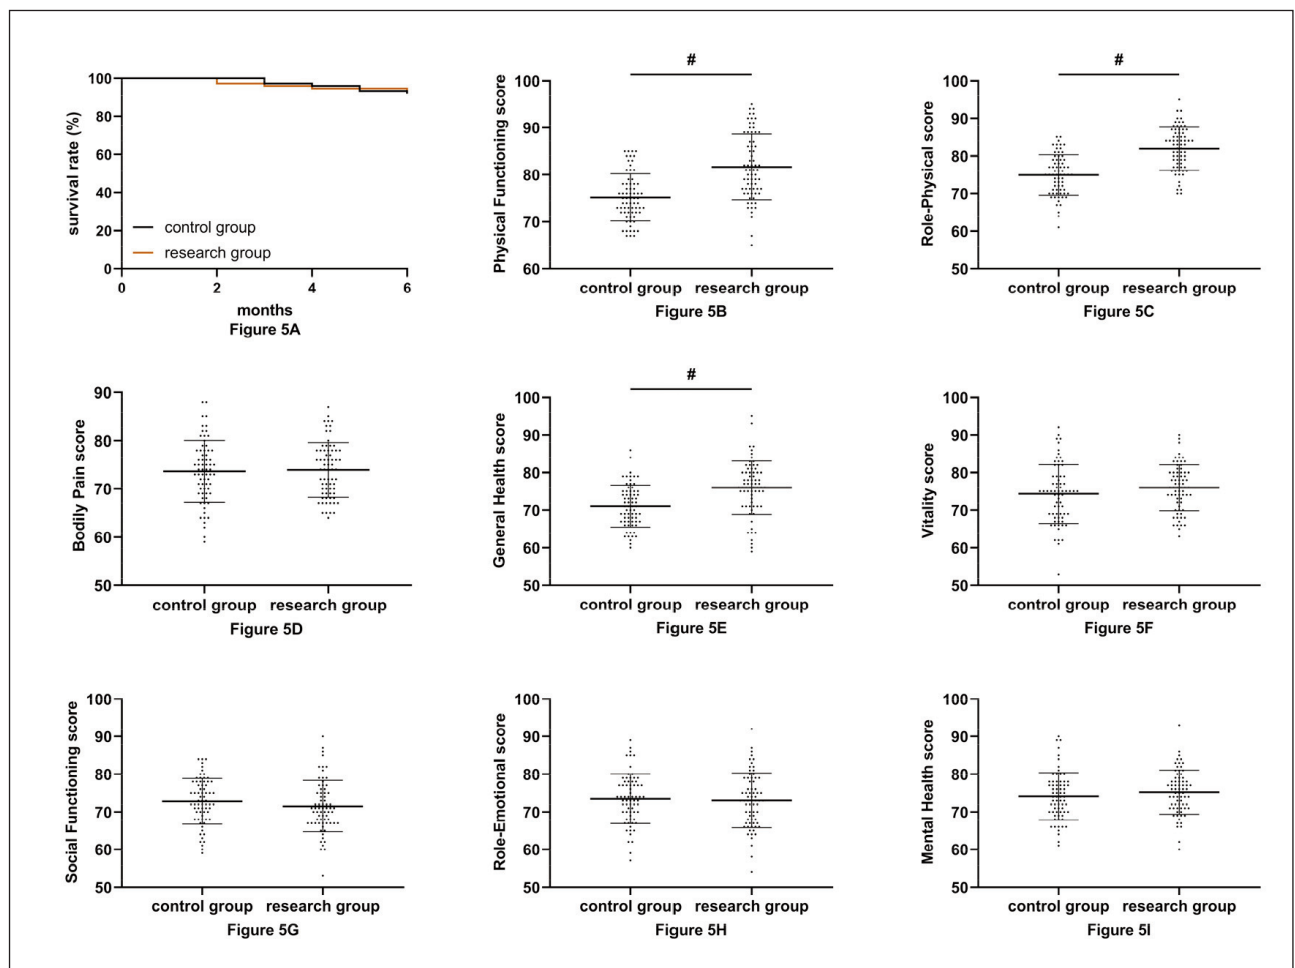 #
#
100
80
60
40
20
0
survival rate (%)
control group
research group
0 2 4 6
months
Figure 5A
100
90
80
70
60
Physical Functioning score
control group research group
Figure 5B
100
90
80
70
60
50
Role-Physical score
control group research group
Figure 5C
90
80
70
60
50
Bodily Pain score
control group research group
Figure 5D
#
100
90
80
70
60
50
General Health score
control group research group
Figure 5E
100
90
80
70
60
50
Vitality score
control group research group
Figure 5F
100
90
80
70
60
50
Social Functioning score
control group research group
Figure 5G
100
90
80
70
60
50
Role-Emotional score
control group research group
Figure 5H
100
90
80
70
60
50
Mental Health score
control group research group
Figure 5I